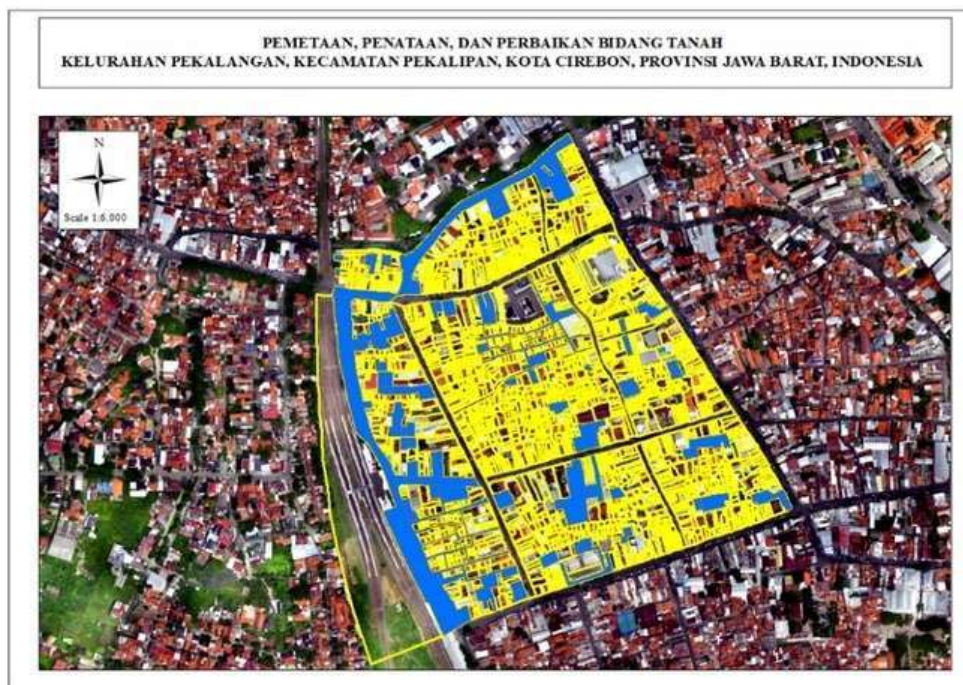 PEMETAAN, PENATAAN, DAN PERBAIKAN BIDANG TANAH
KELURAHAN PEKALANGAN, KECAMATAN PEKALIPAN, KOTA CIREBON, PROVINSI JAWA BARAT, INDONESIA
N
Scale 1:6.000